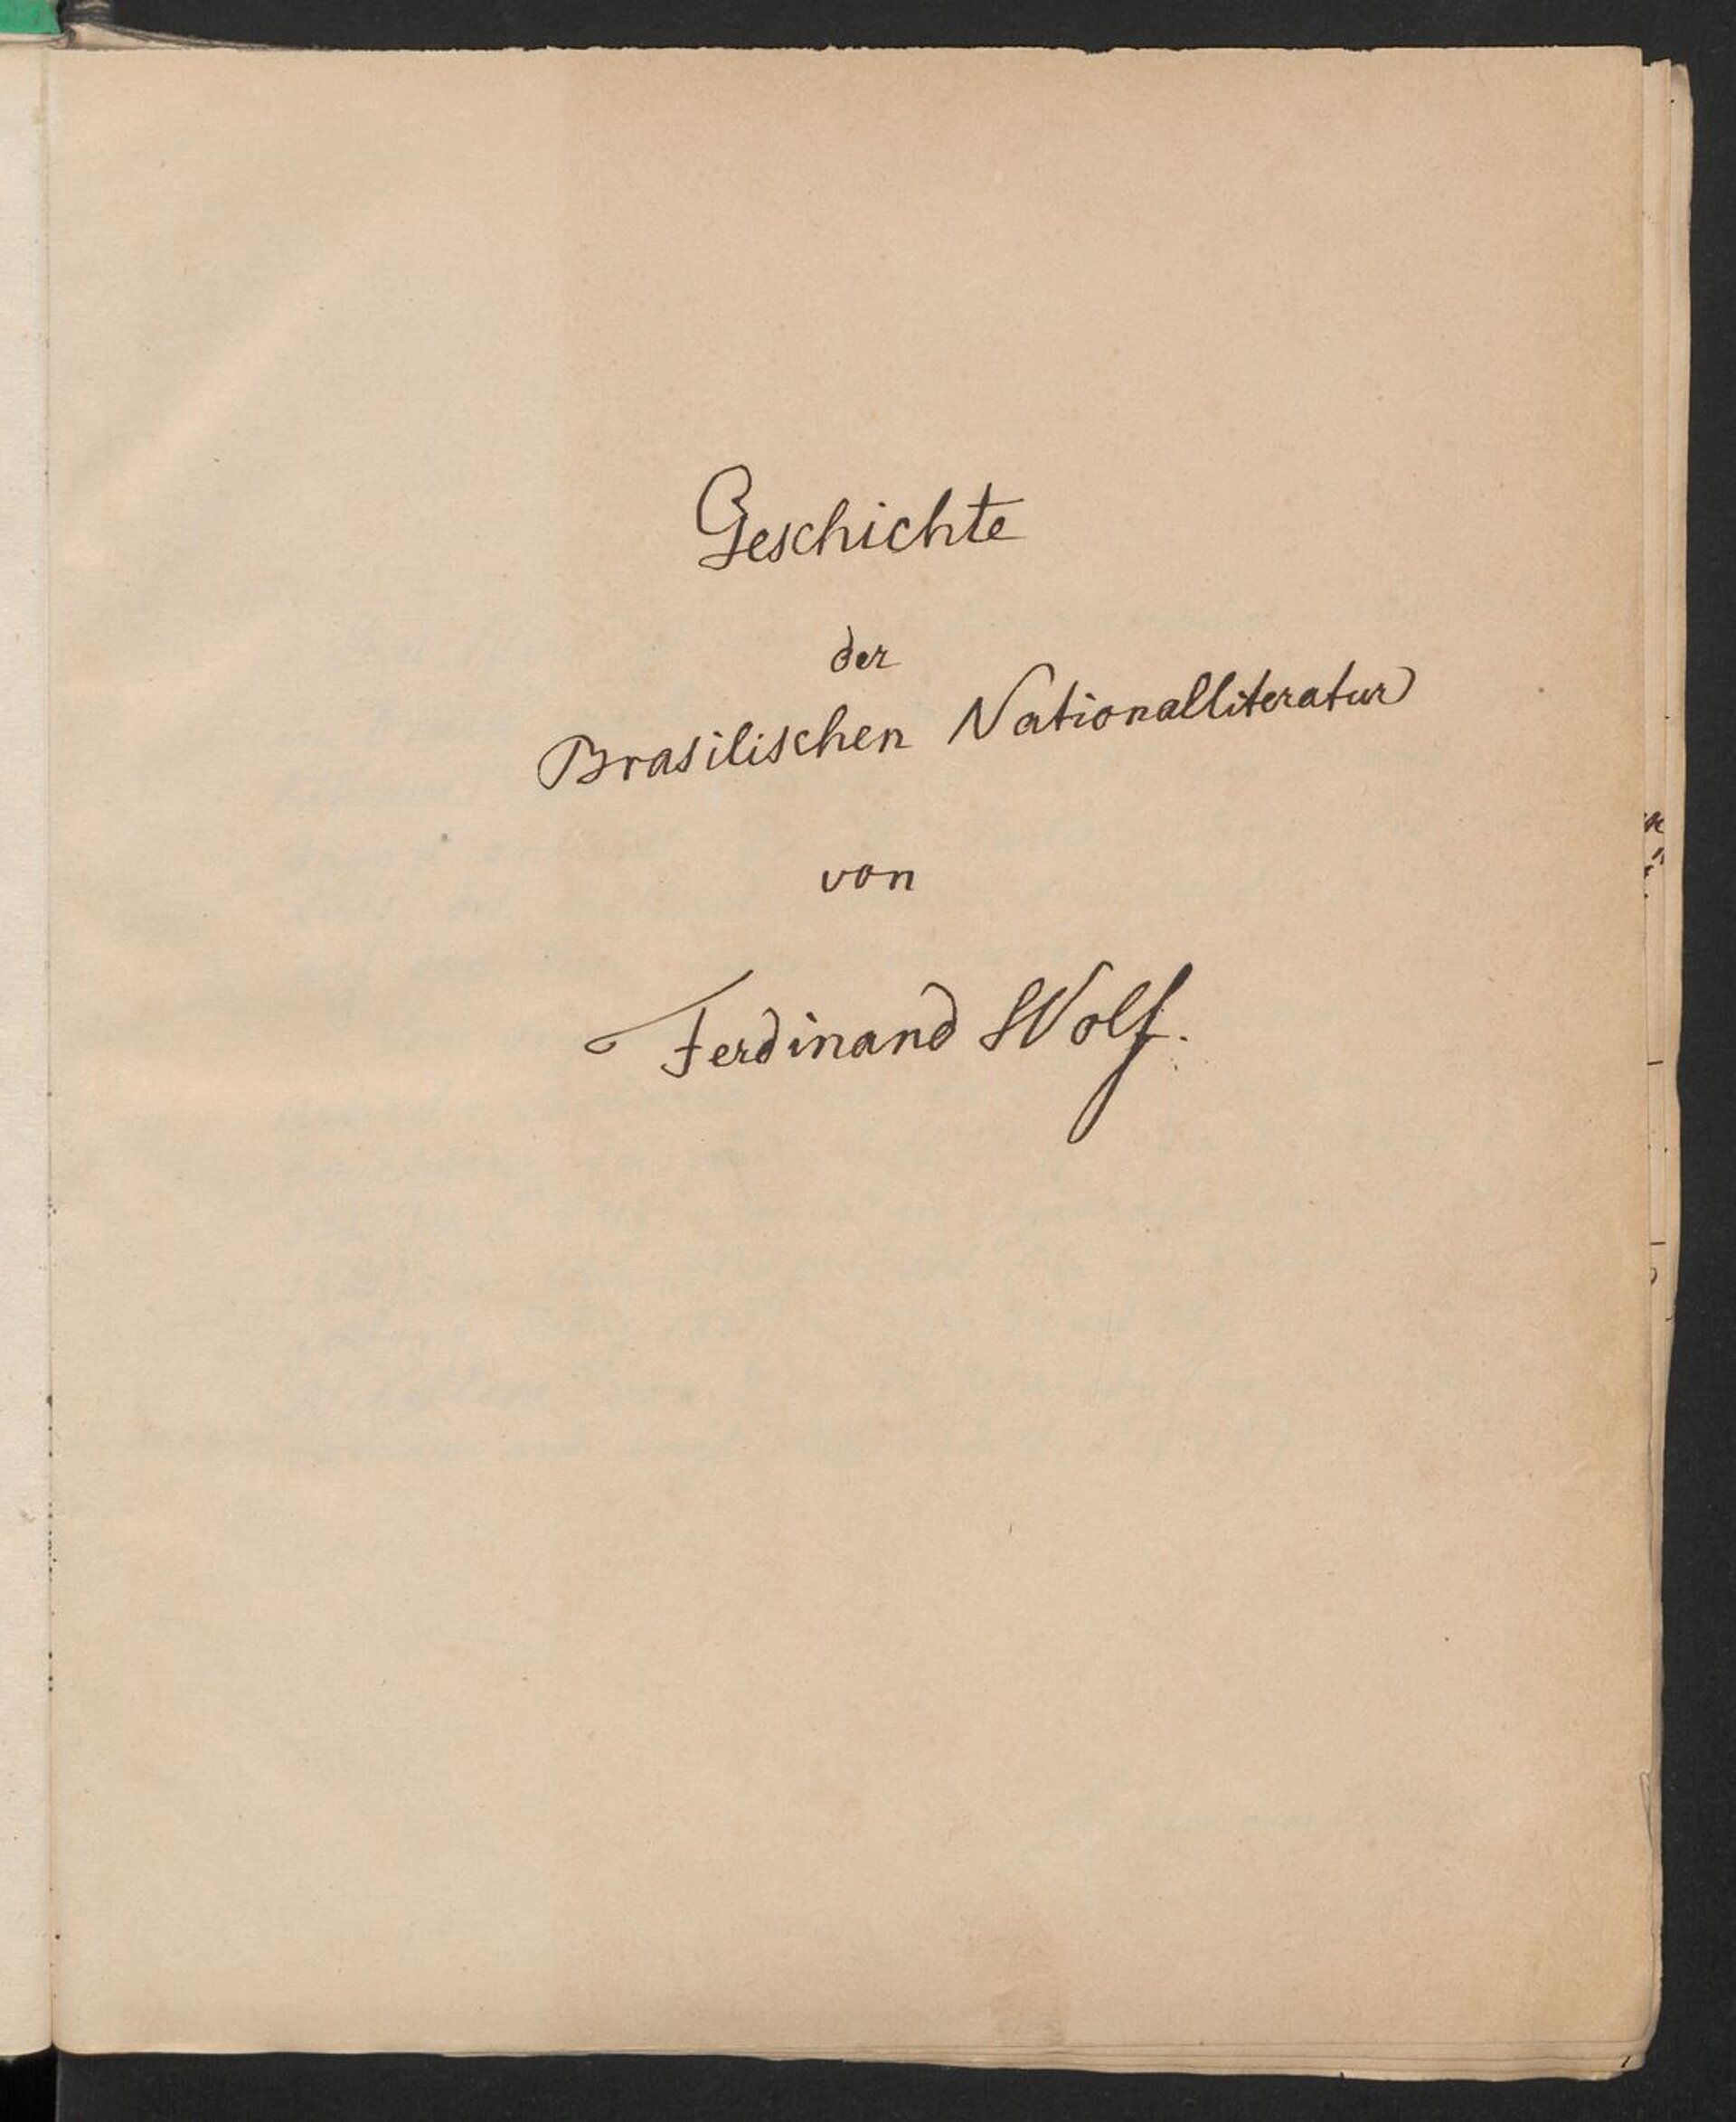 Geschichte
der
Brasilischen Nationalliteratur
von
Ferdinand Wolf.